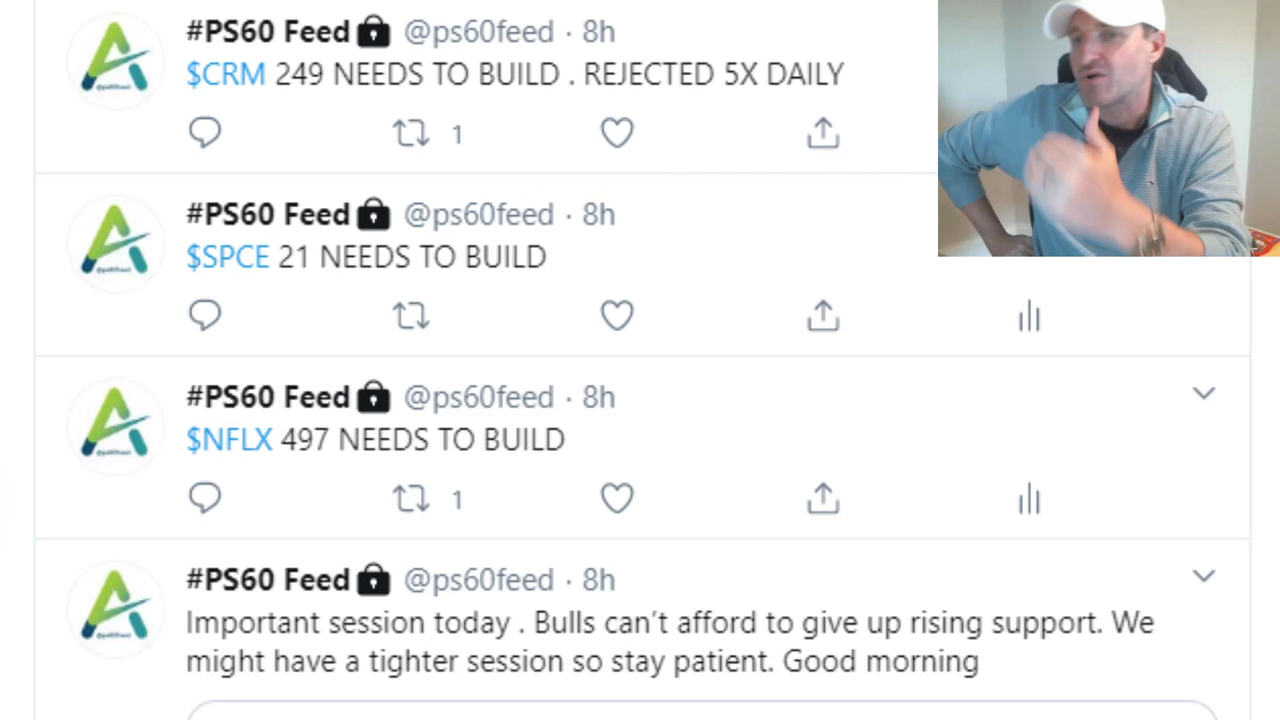 #PS60 Feed @ps60feed · 8h
$CRM 249 NEEDS TO BUILD . REJECTED 5X DAILY
1
#PS60 Feed @ps60feed · 8h
$SPCE 21 NEEDS TO BUILD
#PS60 Feed @ps60feed · 8h
$NFLX 497 NEEDS TO BUILD
1
#PS60 Feed @ps60feed · 8h
Important session today . Bulls can’t afford to give up rising support. We
might have a tighter session so stay patient. Good morning